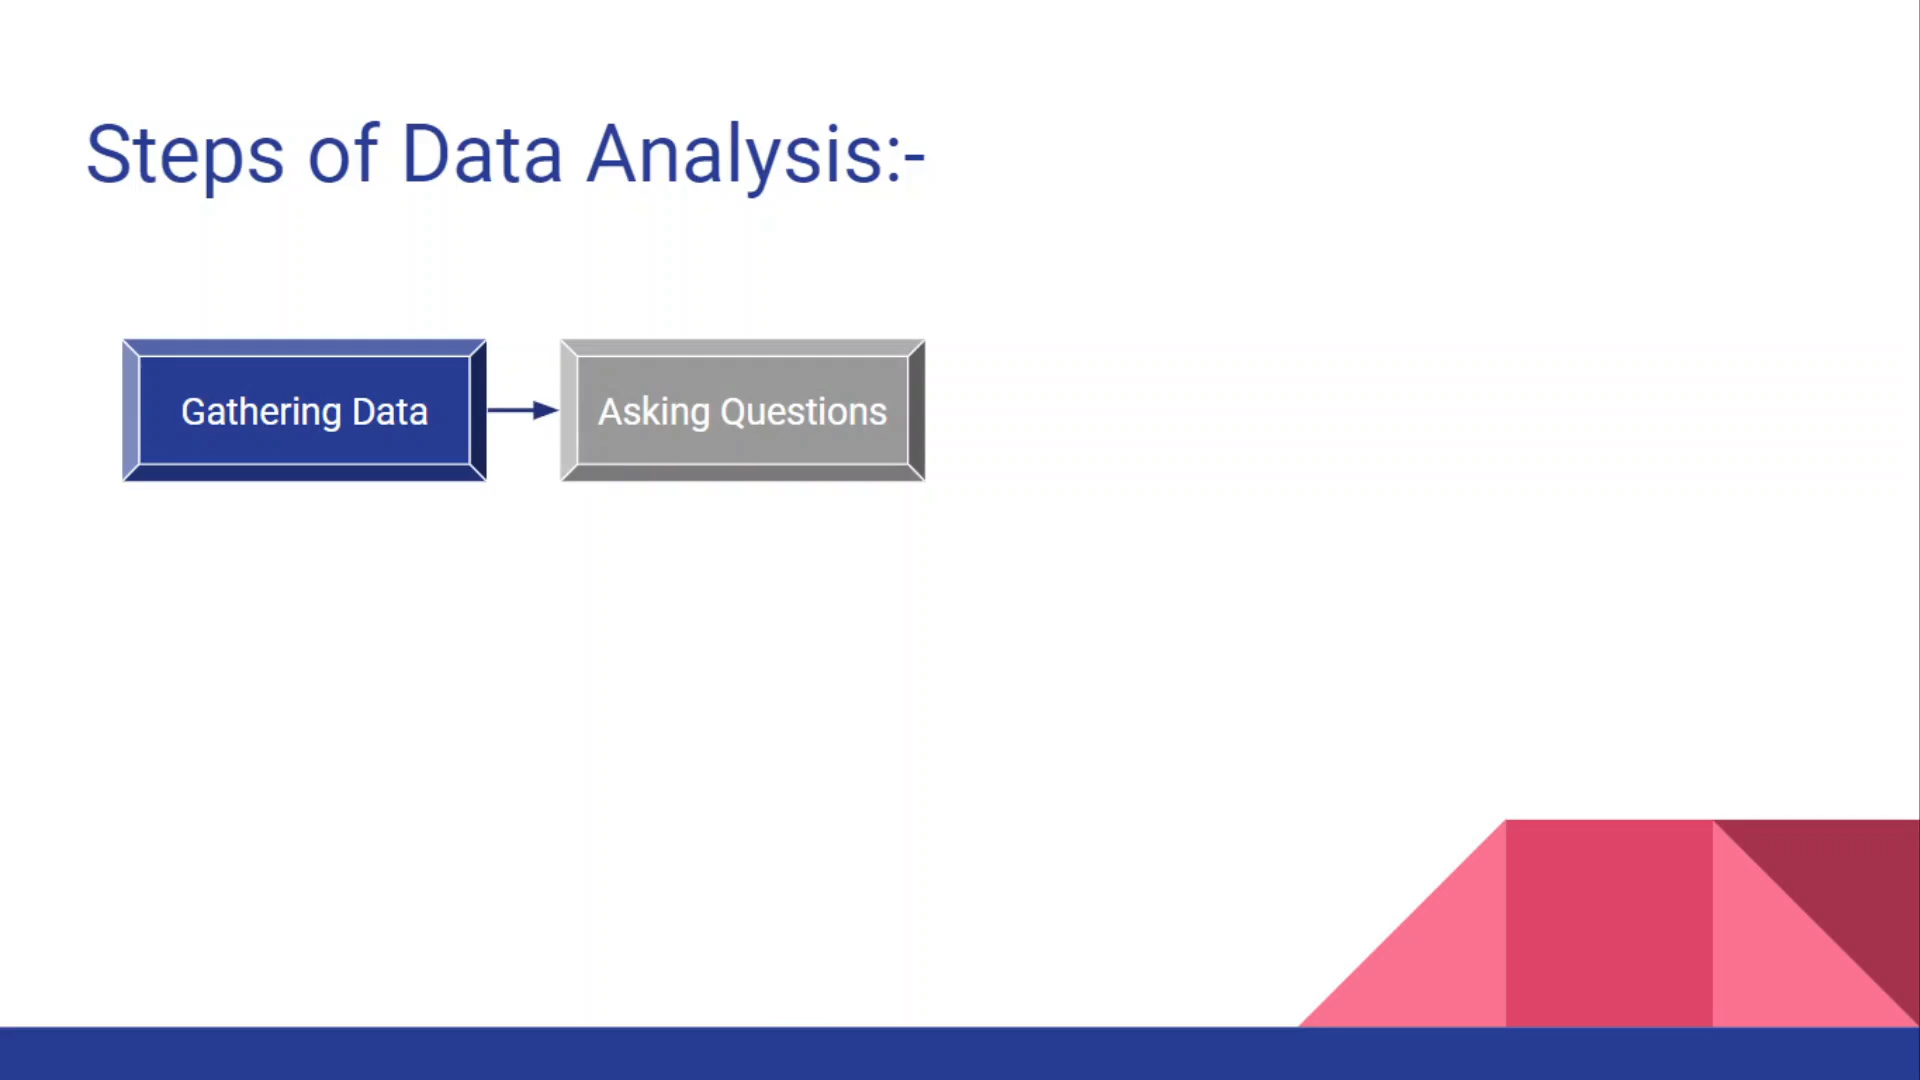 Steps of Data Analysis:-
Gathering Data
Asking Questions